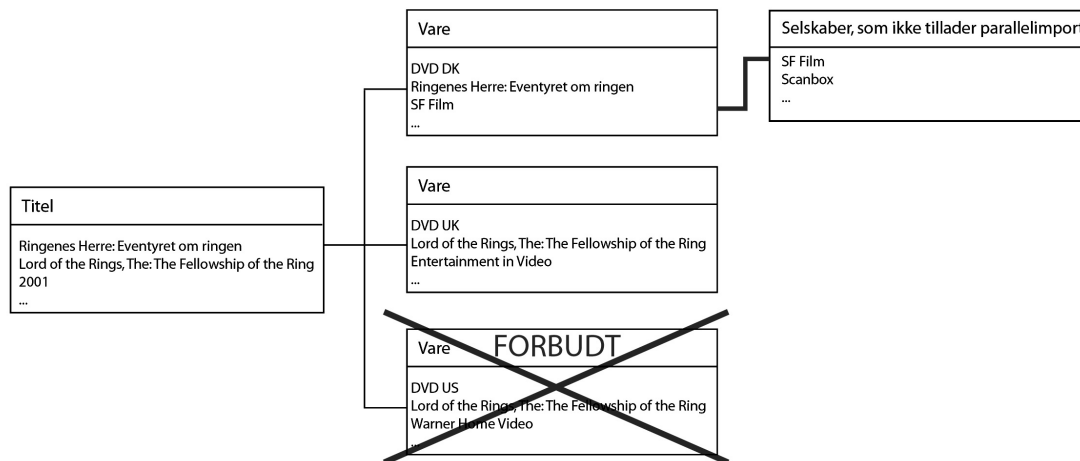 Titel
Ringenes Herre: Eventyret om ringen
Lord of the Rings, The: The Fellowship of the Ring
2001
...
Vare
DVD DK
Ringenes Herre: Eventyret om ringen
SF Film
...
Selskaber, som ikke tillader parallelimport
SF Film
Scanbox
...
Vare
DVD UK
Lord of the Rings, The: The Fellowship of the Ring
Entertainment in Video
...
Vare FORBUDT
DVD US
Lord of the Rings, The: The Fellowship of the Ring
Warner Home Video
...